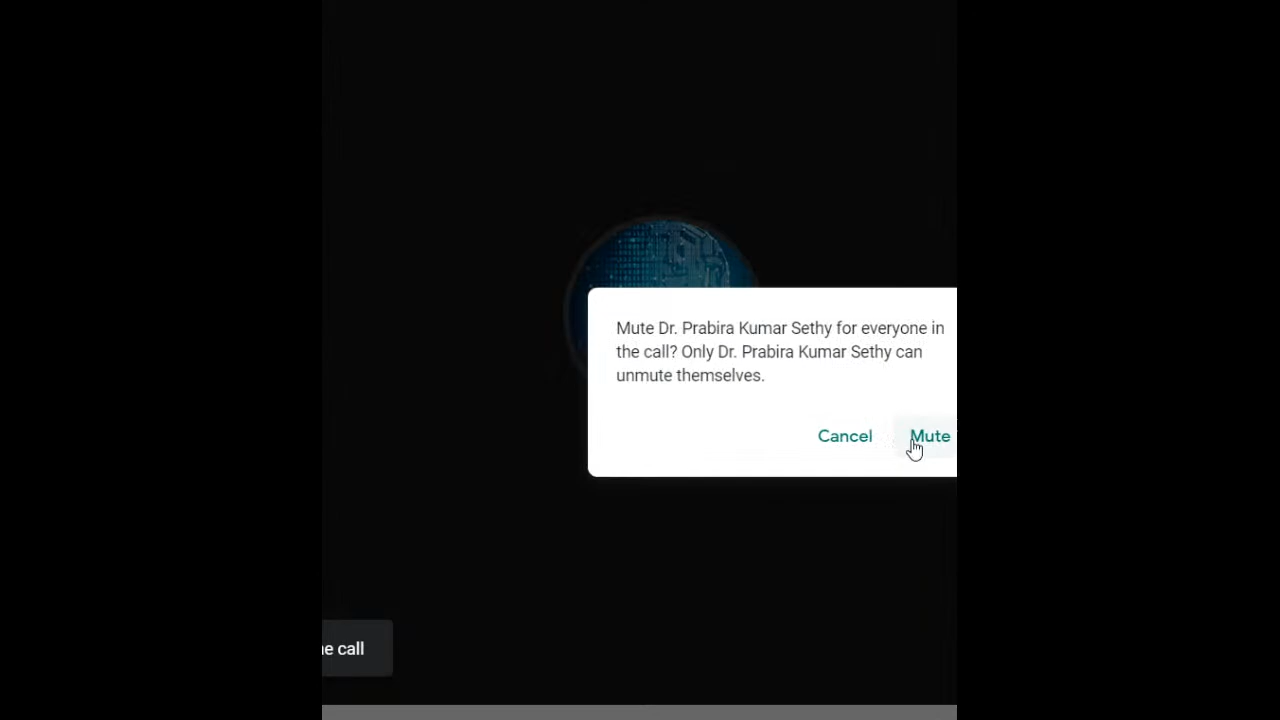 Mute Dr. Prabira Kumar Sethy for everyone in
the call? Only Dr. Prabira Kumar Sethy can
unmute themselves.
Cancel Mute
call